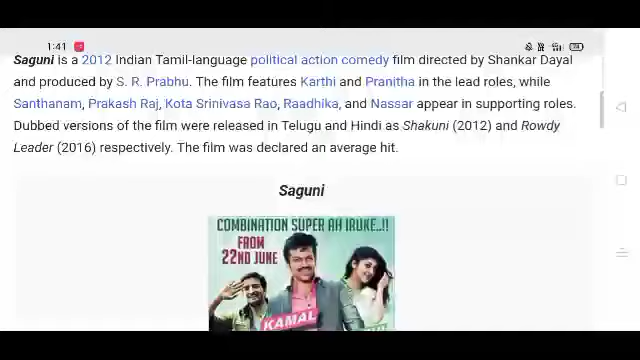 1:41
Saguni is a 2012 Indian Tamil-language political action comedy film directed by Shankar Dayal
and produced by S. R. Prabhu. The film features Karthi and Pranitha in the lead roles, while
Santhanam, Prakash Raj, Kota Srinivasa Rao, Raadhika, and Nassar appear in supporting roles.
Dubbed versions of the film were released in Telugu and Hindi as Shakuni (2012) and Rowdy
Leader (2016) respectively. The film was declared an average hit.
Saguni
COMBINATION SUPER AH IRUKE..!!
FROM
22ND JUNE
KAMAL